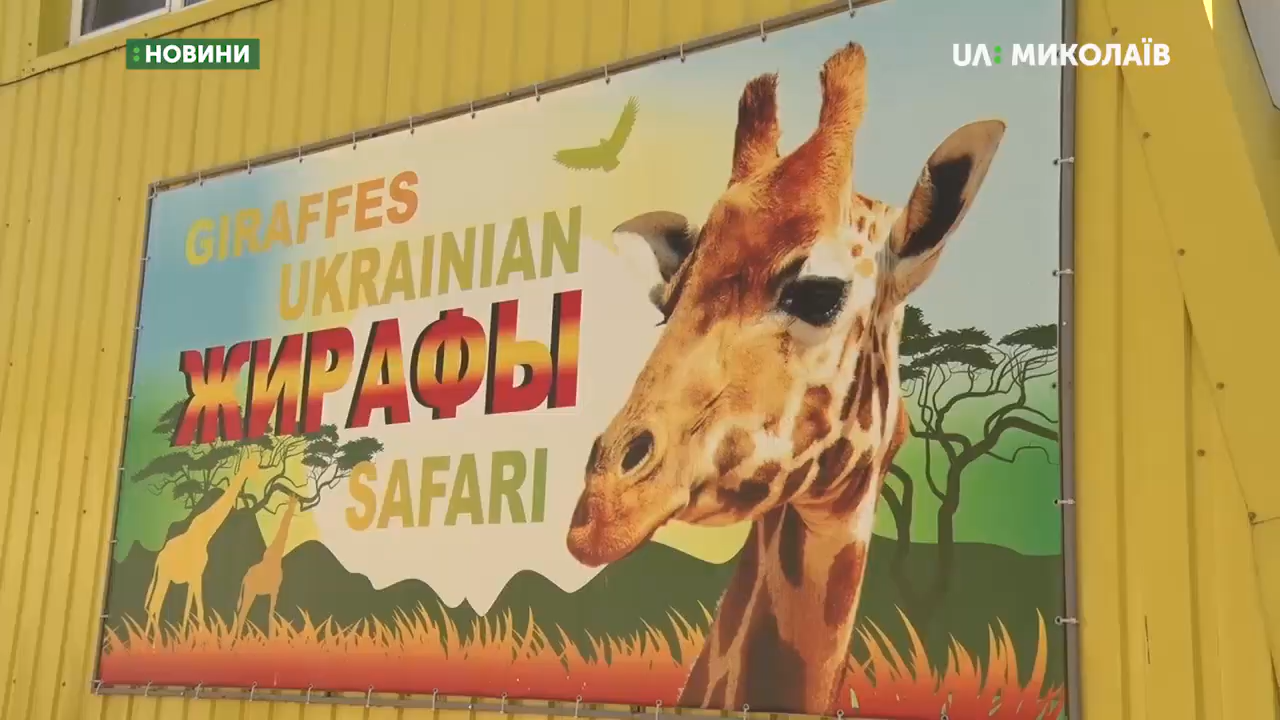 :НОВИНИ
UA: МИКОЛАЇВ
GIRAFFES
UKRAINIAN
ЖИРАФЫ
SAFARI